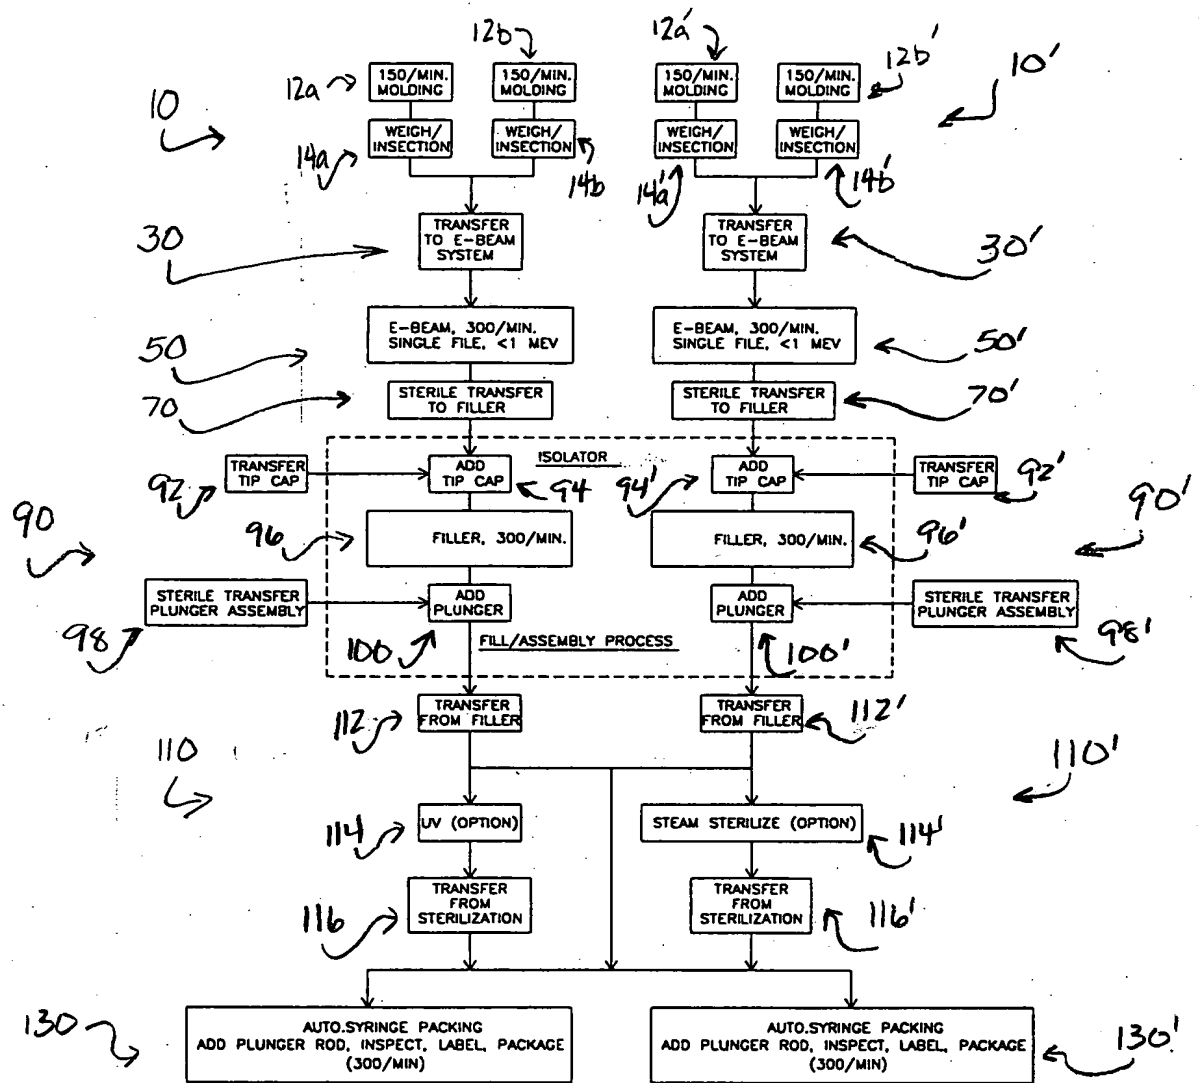 12b
12a'
12a
150/MIN.
MOLDING
150/MIN.
MOLDING
150/MIN.
MOLDING
150/MIN.
MOLDING
12b'
10'
10
WEIGH/
INSECTION
WEIGH/
INSECTION
WEIGH/
INSECTION
WEIGH/
INSECTION
14a
14b
14a'
14b'
30
TRANSFER
TO E-BEAM
SYSTEM
TRANSFER
TO E-BEAM
SYSTEM
30'
50
E-BEAM, 300/MIN.
SINGLE FILE, <1 MEV
E-BEAM, 300/MIN.
SINGLE FILE, <1 MEV
50'
70
STERILE TRANSFER
TO FILLER
STERILE TRANSFER
TO FILLER
70'
ISOLATOR
92
TRANSFER
TIP CAP
ADD
TIP CAP
94
94'
ADD
TIP CAP
TRANSFER
TIP CAP
92'
90
96
FILLER, 300/MIN.
FILLER, 300/MIN.
96'
90'
STERILE TRANSFER
PLUNGER ASSEMBLY
ADD
PLUNGER
ADD
PLUNGER
STERILE TRANSFER
PLUNGER ASSEMBLY
98
100
FILL/ASSEMBLY PROCESS
100'
98'
112
TRANSFER
FROM FILLER
TRANSFER
FROM FILLER
112'
110
110'
114
UV (OPTION)
STEAM STERILIZE (OPTION)
114'
116
TRANSFER
FROM
STERILIZATION
TRANSFER
FROM
STERILIZATION
116'
130
AUTO.SYRINGE PACKING
ADD PLUNGER ROD, INSPECT, LABEL, PACKAGE
(300/MIN)
AUTO.SYRINGE PACKING
ADD PLUNGER ROD, INSPECT, LABEL, PACKAGE
(300/MIN)
130'